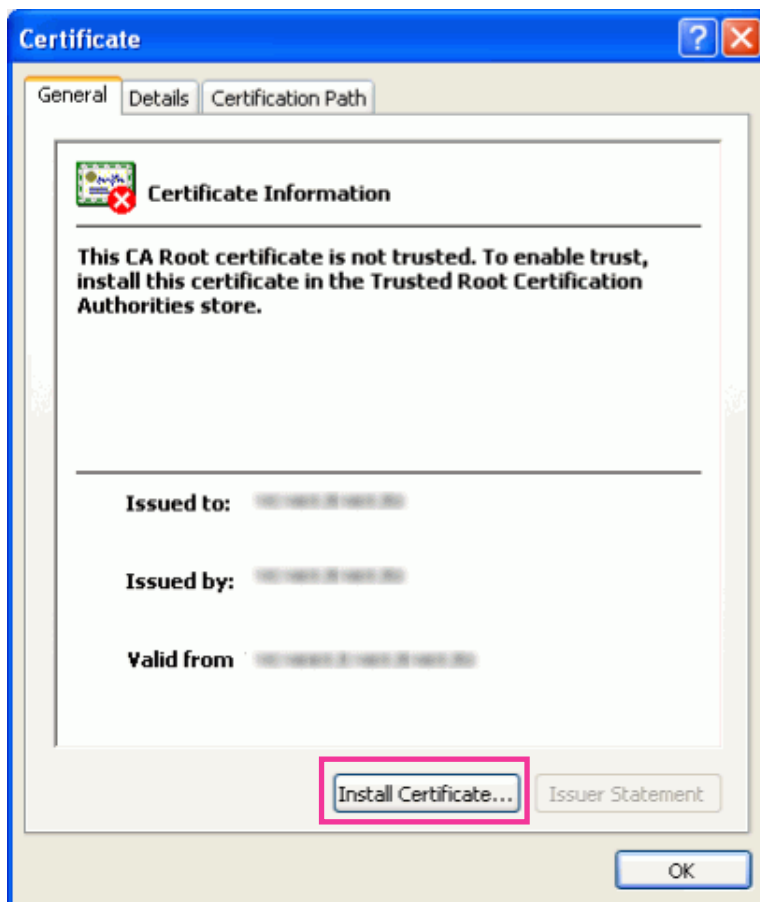 Certificate
General Details Certification Path
Certificate Information
This CA Root certificate is not trusted. To enable trust,
install this certificate in the Trusted Root Certification
Authorities store.
Issued to:
Issued by:
Valid from
Install Certificate... Issuer Statement
OK